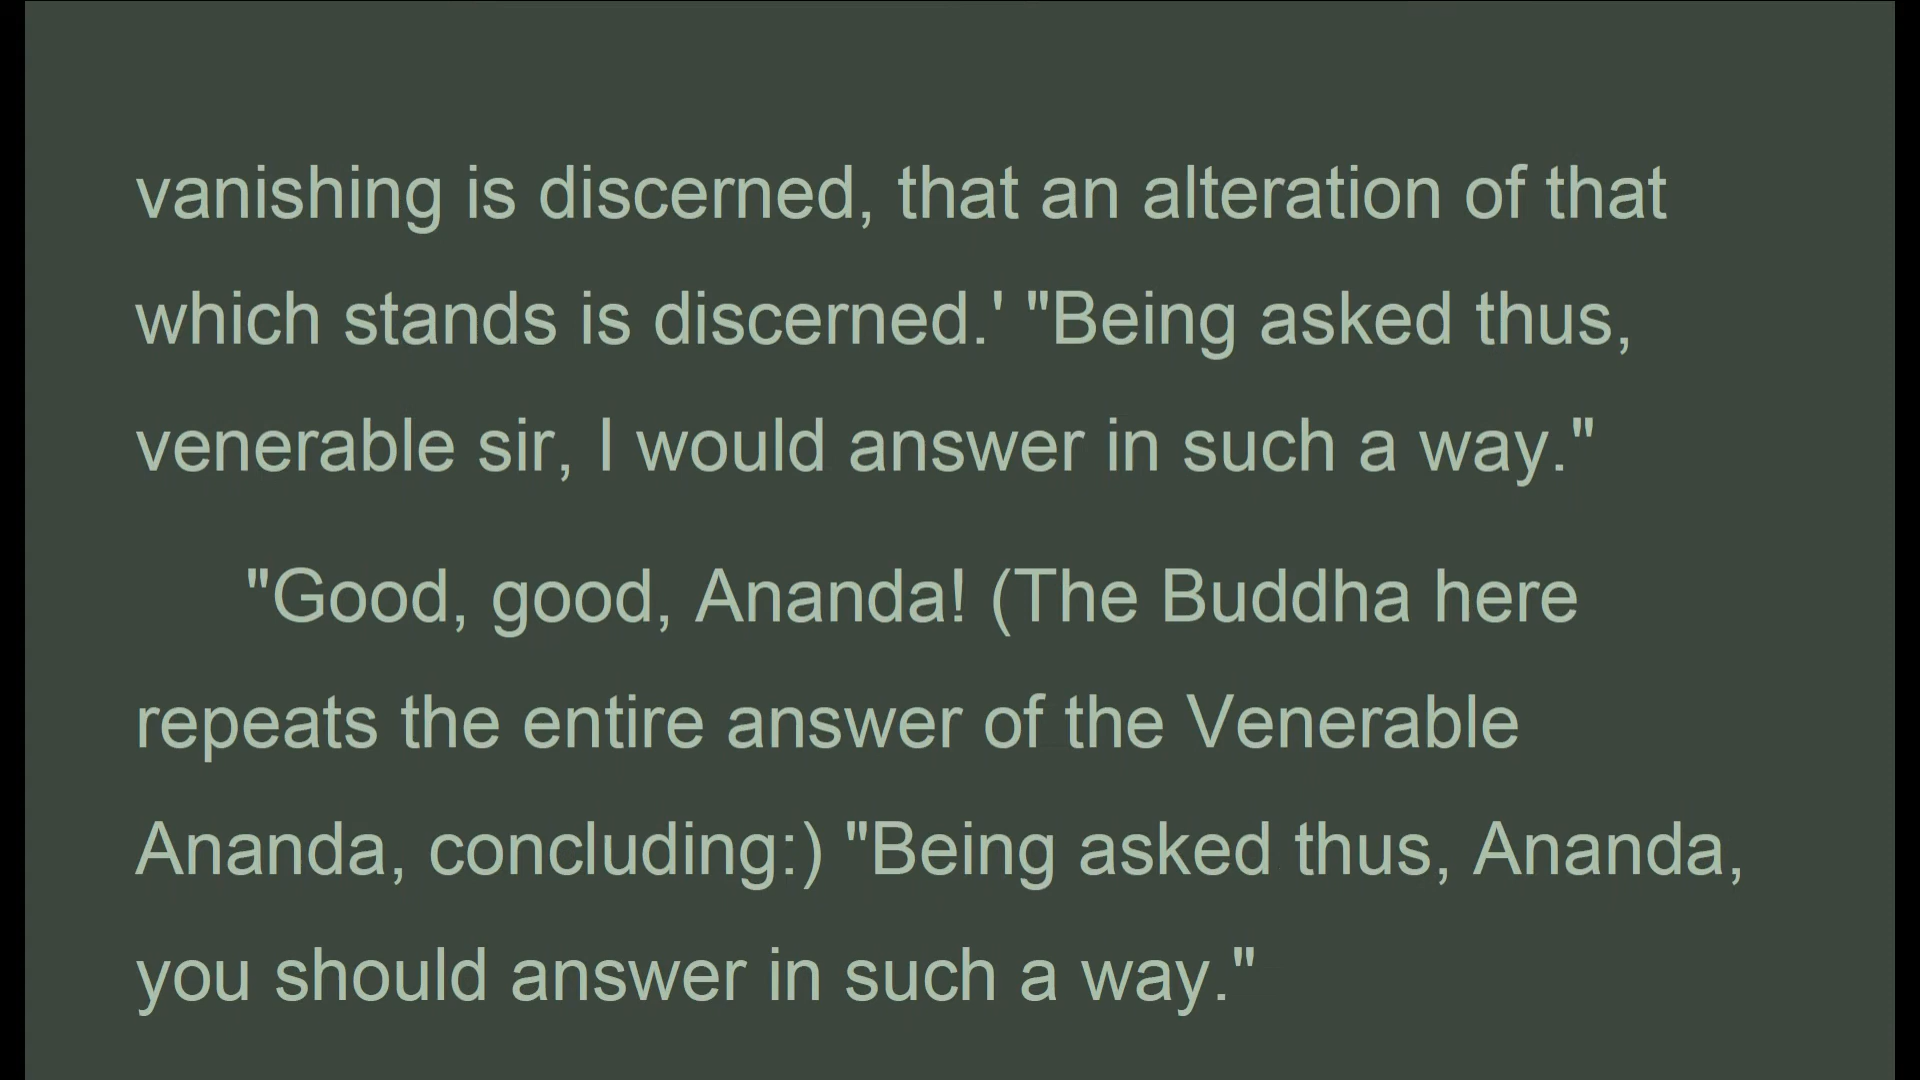 vanishing is discerned, that an alteration of that
which stands is discerned.' "Being asked thus,
venerable sir, I would answer in such a way."
"Good, good, Ananda! (The Buddha here
repeats the entire answer of the Venerable
Ananda, concluding:) "Being asked thus, Ananda,
you should answer in such a way."